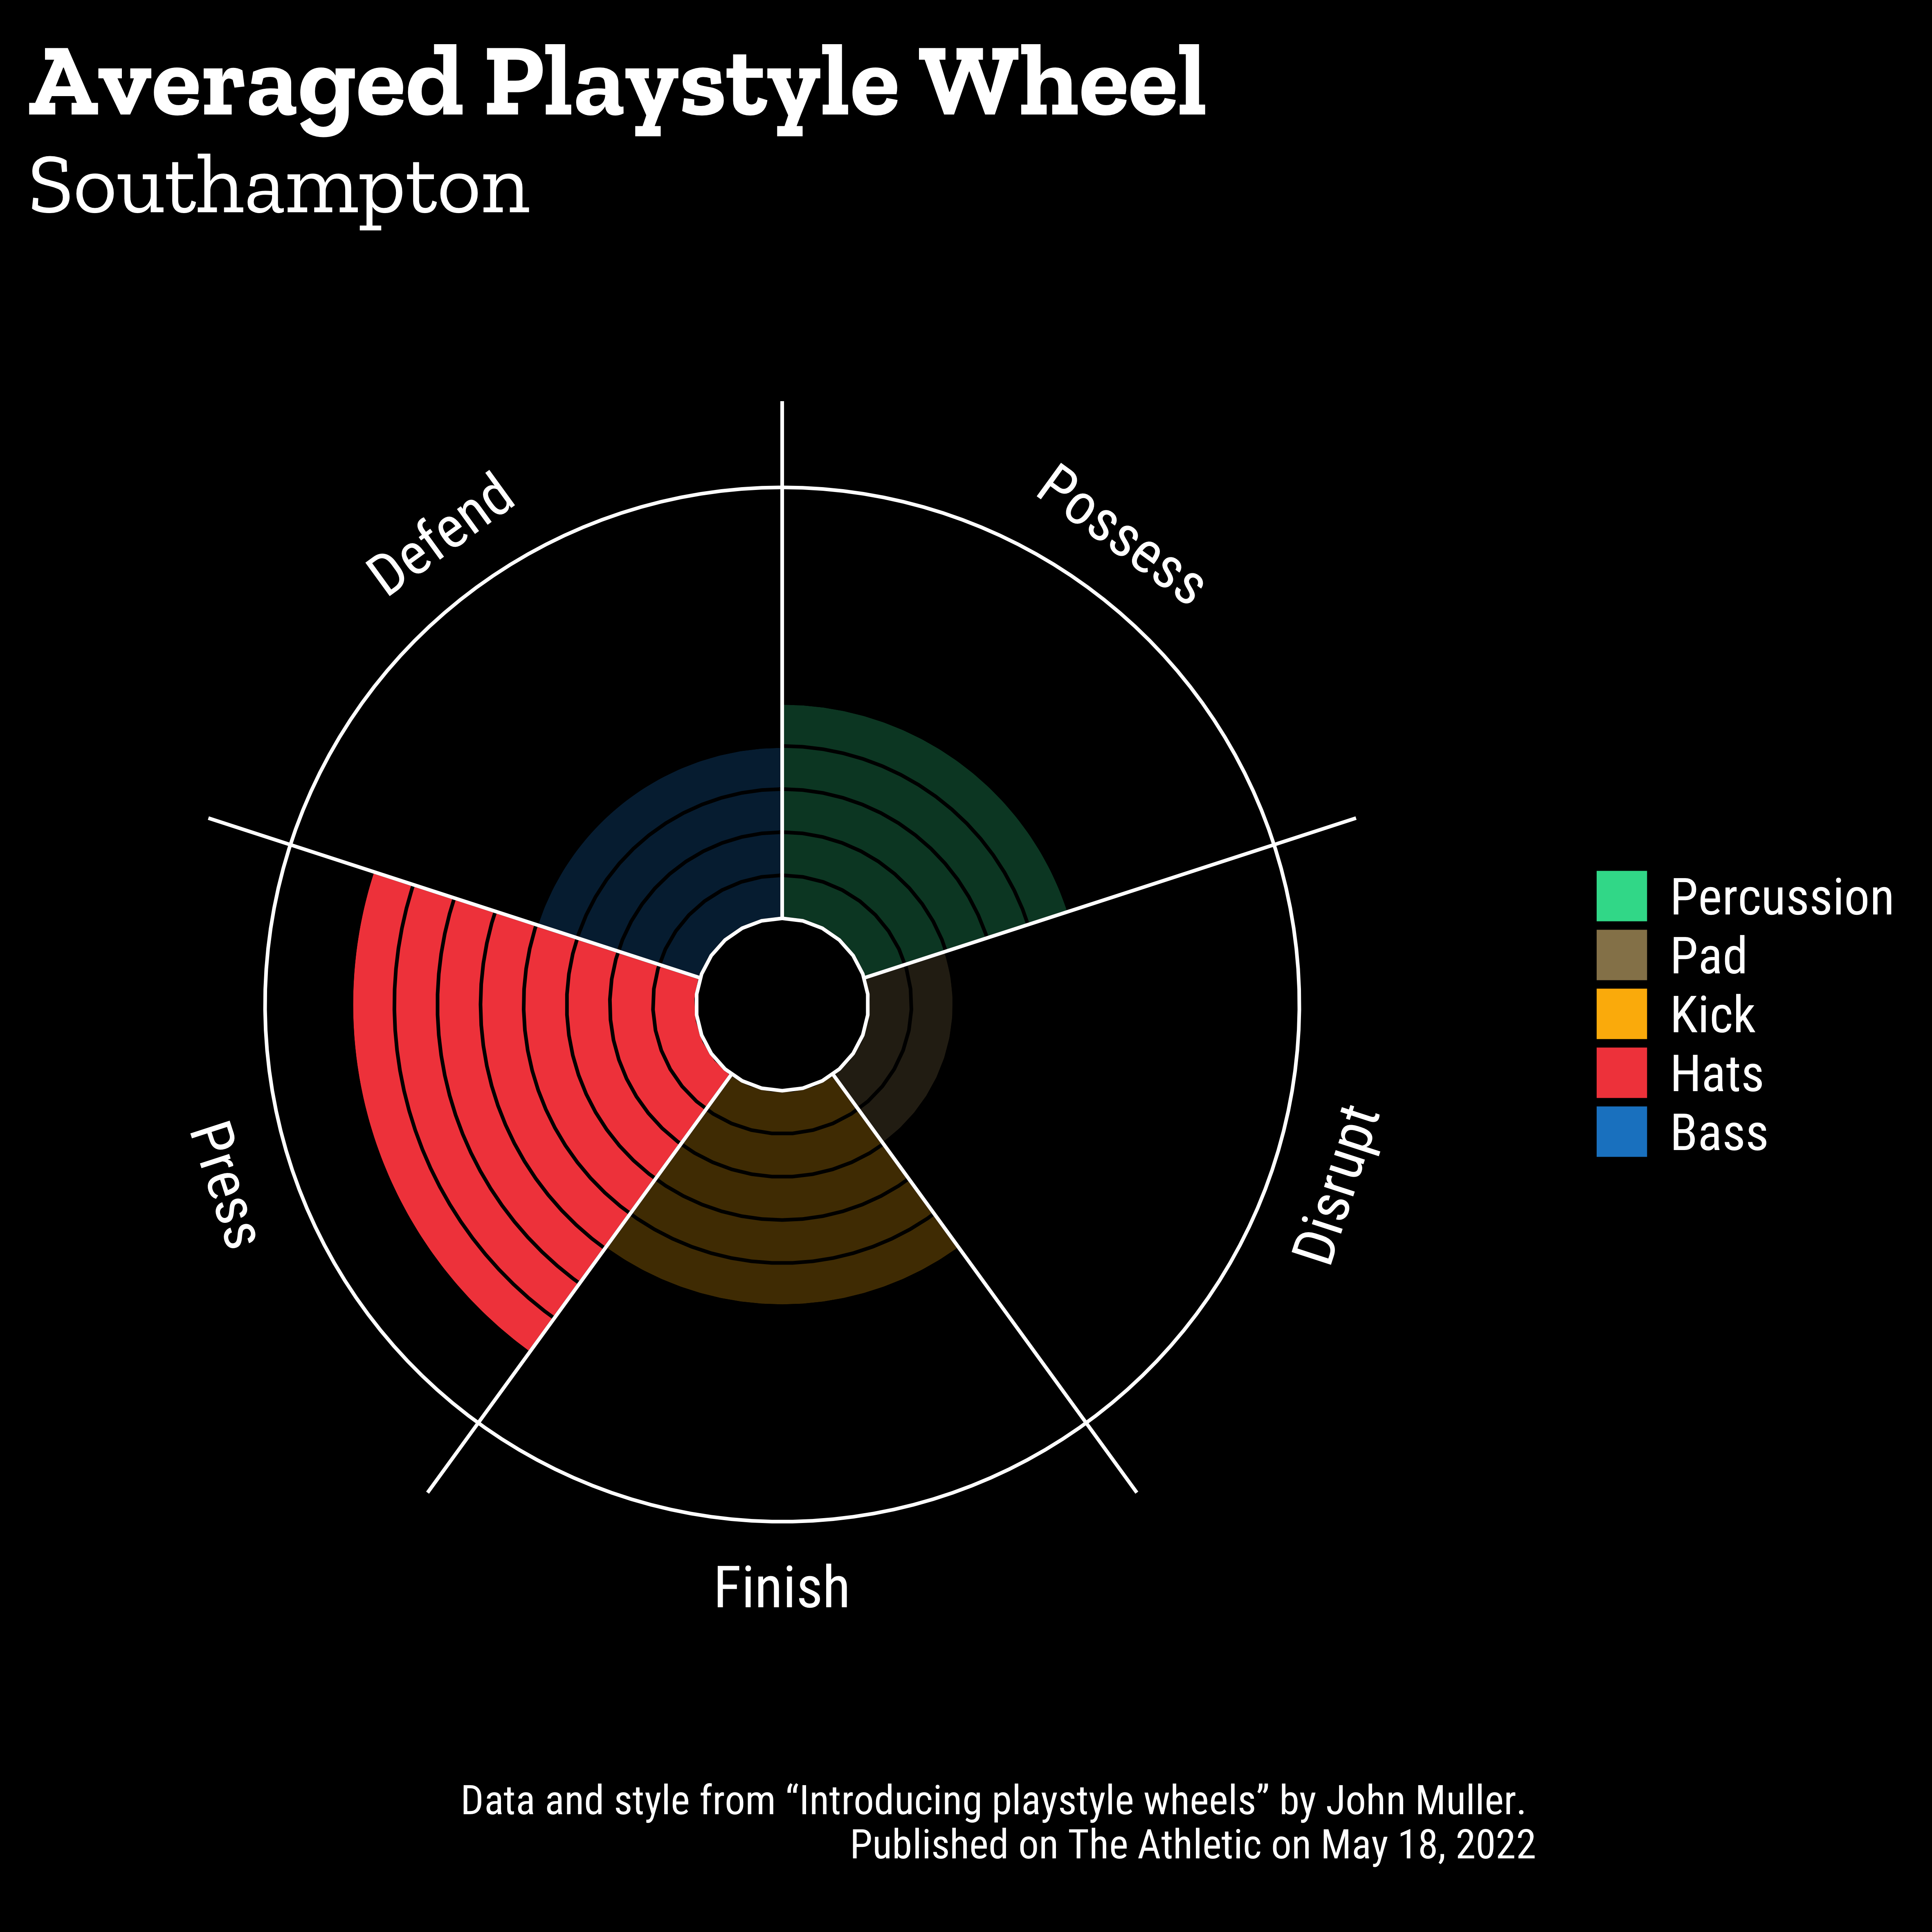 Averaged Playstyle Wheel
Southampton
Defend
Possess
Press
Disrupt
Finish
Percussion
Pad
Kick
Hats
Bass
Data and style from “Introducing playstyle wheels” by John Muller.
Published on The Athletic on May 18, 2022